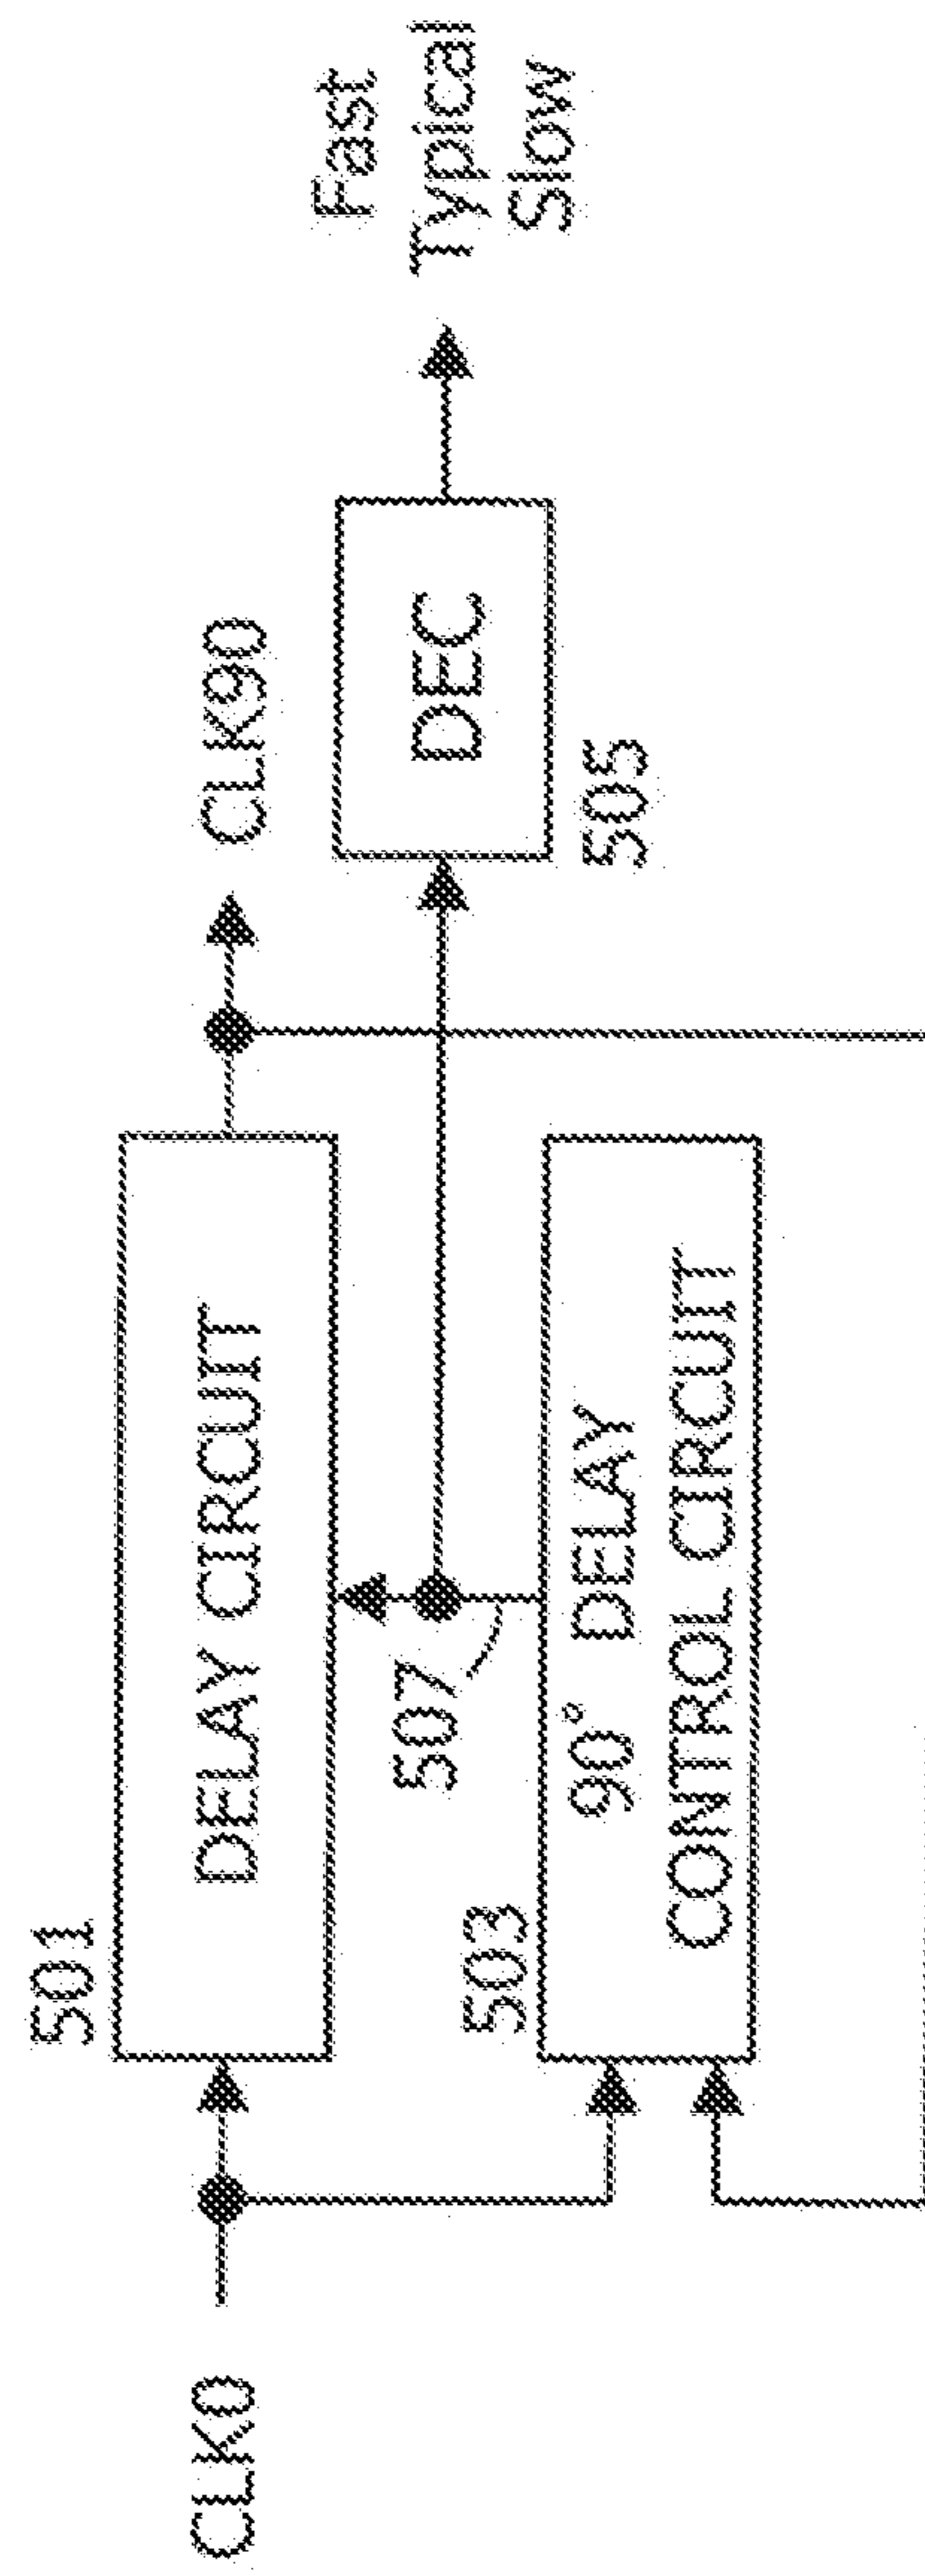 501
CLK0
DELAY CIRCUIT
CLK90
507
Fast
Typical
Slow
DEC
505
503
90° DELAY
CONTROL CIRCUIT